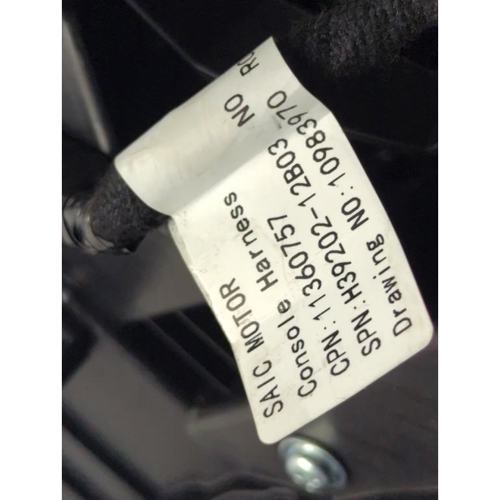 SAIC MOTOR
Console Harness NO
CPN:11360757
SPN:H39202-12B03
Drawing NO:10983970